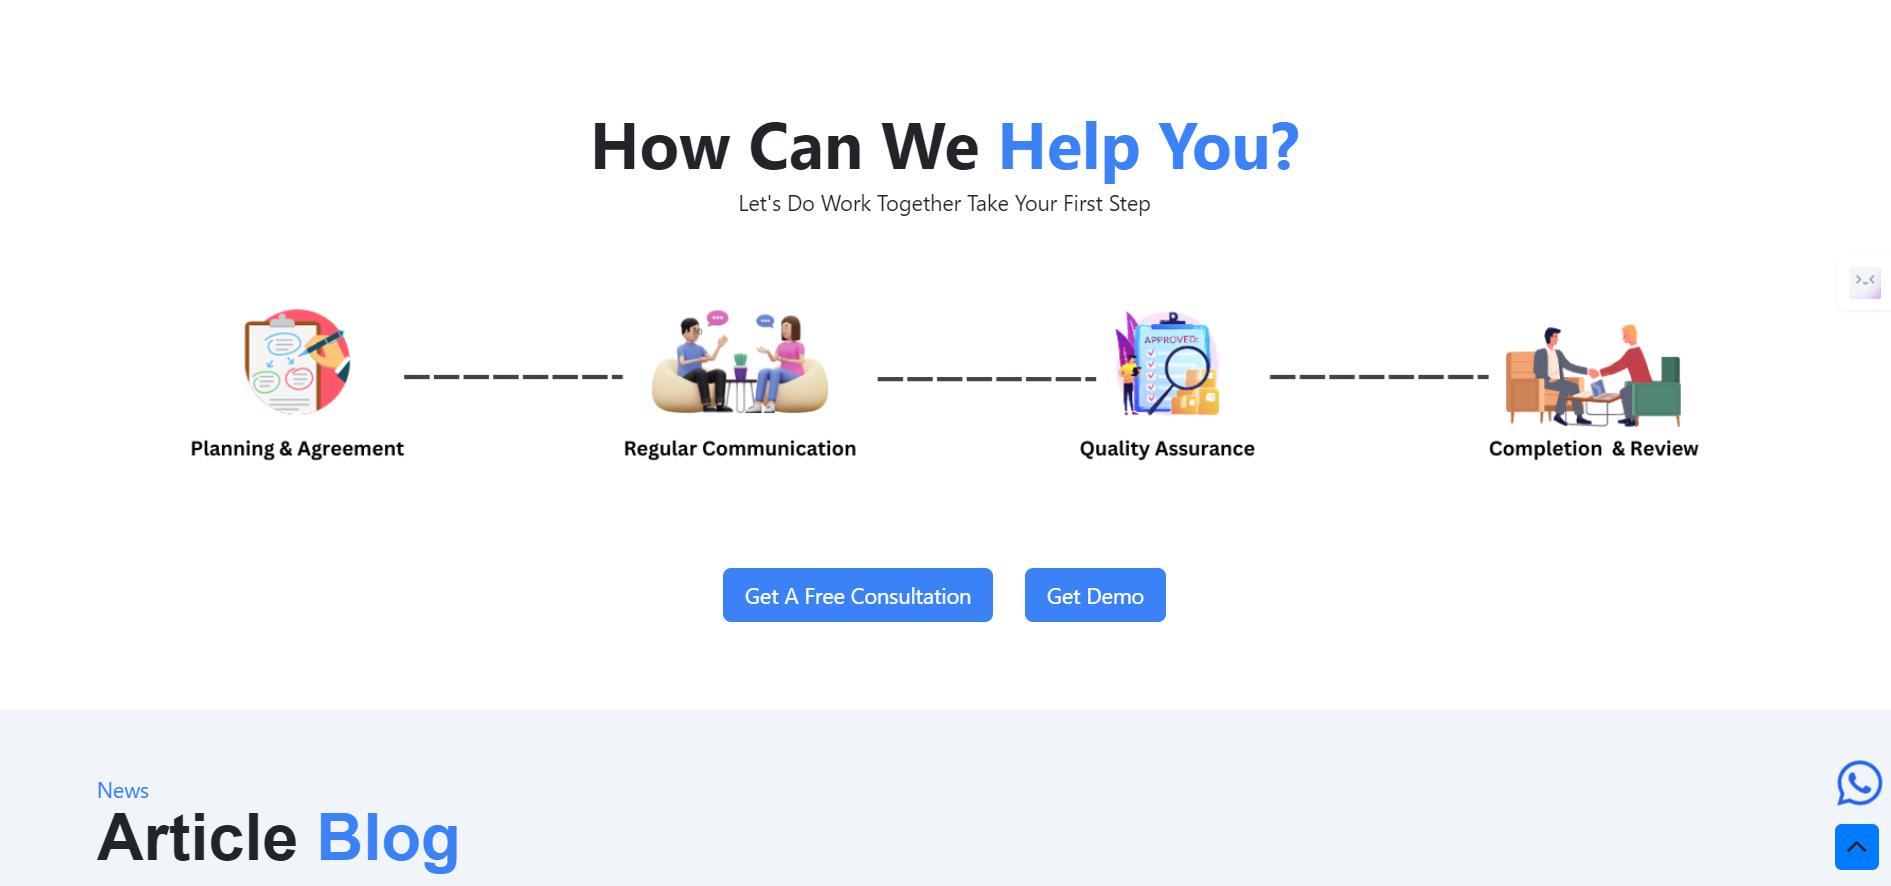 How Can We Help You?
Let's Do Work Together Take Your First Step
APPROVED:
Planning & Agreement
Regular Communication
Quality Assurance
Completion & Review
Get A Free Consultation
Get Demo
News
Article Blog